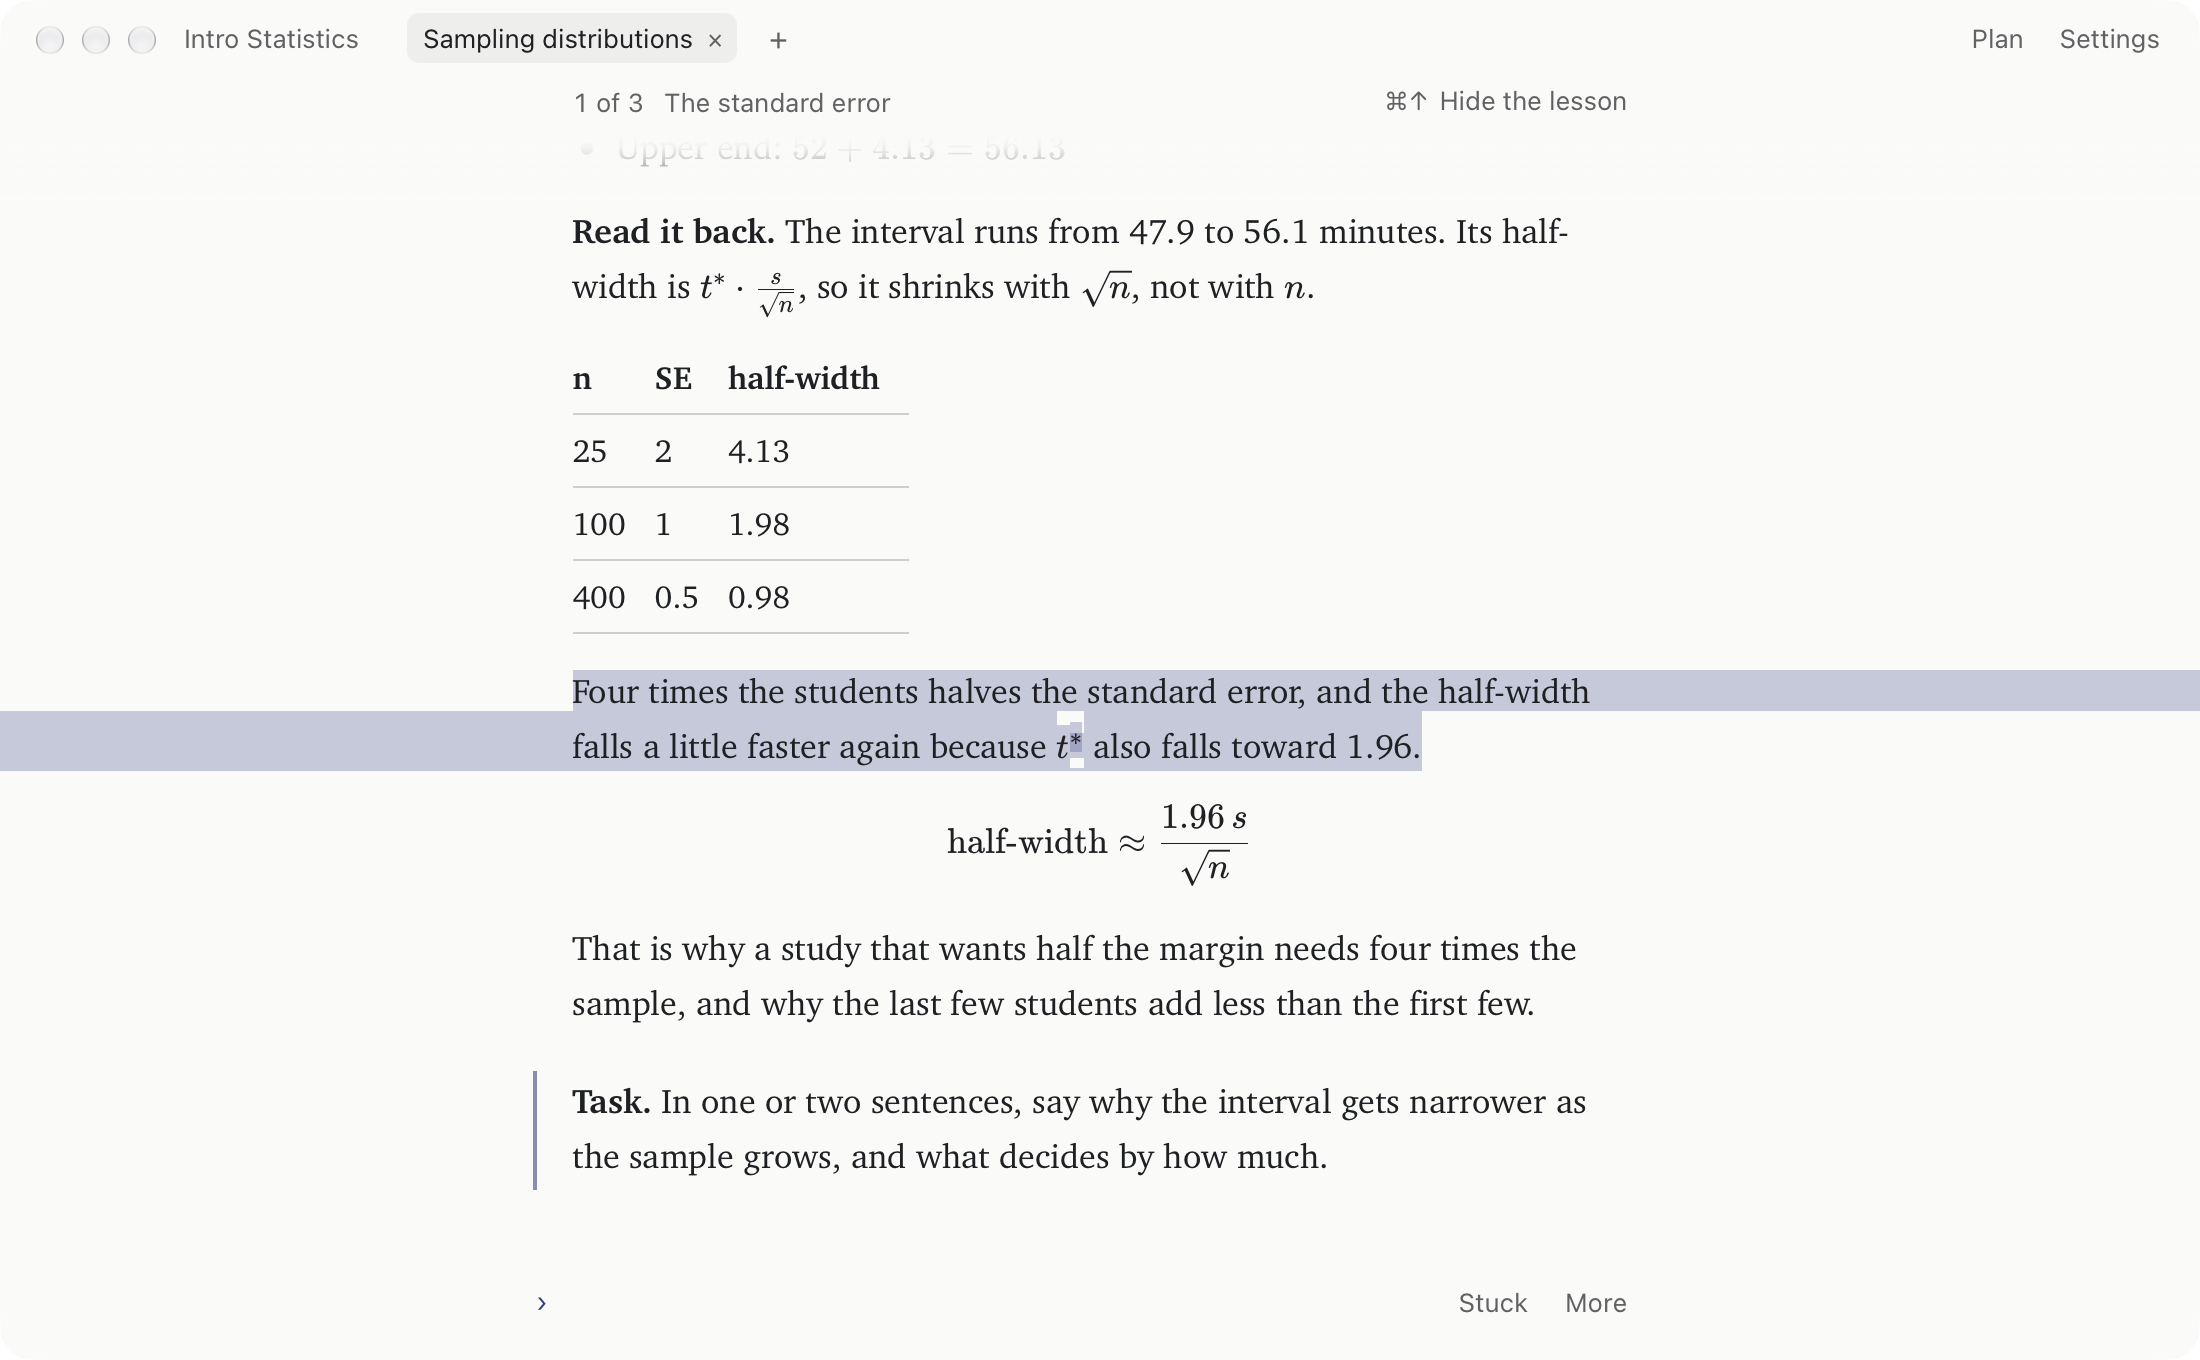 Intro Statistics Sampling distributions × + Plan Settings
1 of 3 The standard error ⌘↑ Hide the lesson
• Upper end: 52 + 4.13 = 56.13
Read it back. The interval runs from 47.9 to 56.1 minutes. Its half-
width is t* · s/√n, so it shrinks with √n, not with n.
n SE half-width
25 2 4.13
100 1 1.98
400 0.5 0.98
Four times the students halves the standard error, and the half-width
falls a little faster again because t* also falls toward 1.96.
half-width ≈ 1.96 s/√n
That is why a study that wants half the margin needs four times the
sample, and why the last few students add less than the first few.
Task. In one or two sentences, say why the interval gets narrower as
the sample grows, and what decides by how much.
› Stuck More